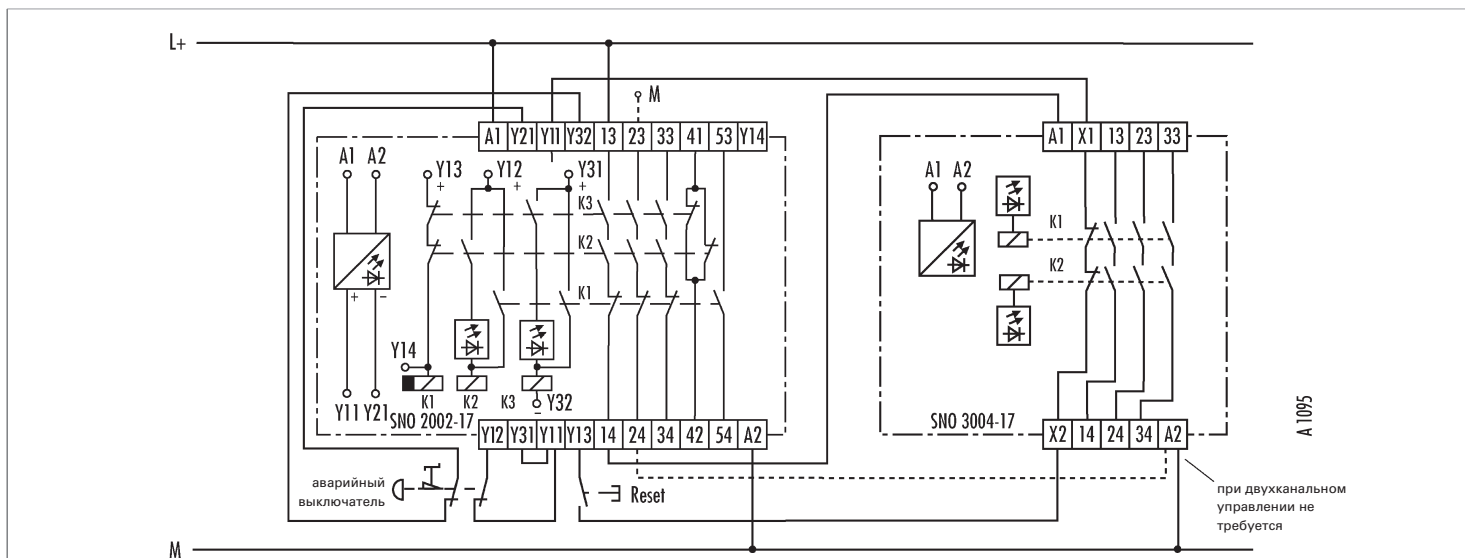 L+
M
A1 Y21 Y11 Y32 13 23 33 41 53 Y14
A1 X1 13 23 33
A1 A2 Y13 Y12 Y31
+ + +
K3
K2
K1
+ −
Y14
Y11 Y21
K1 K2 K3 Y32
−
SNO 2002-17
Y12 Y31 Y11 Y13 14 24 34 42 54 A2
A1 A2
K1
K2
SNO 3004-17
X2 14 24 34 A2
A 1095
аварийный
выключатель
Reset
при двухканальном
управлении не
требуется
M